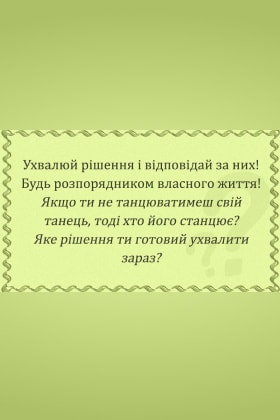 Ухвалюй рішення і відповідай за них!
Будь розпорядником власного життя!
Якщо ти не танцюватимеш свій
танець, тоді хто його станцює?
Яке рішення ти готовий ухвалити
зараз?